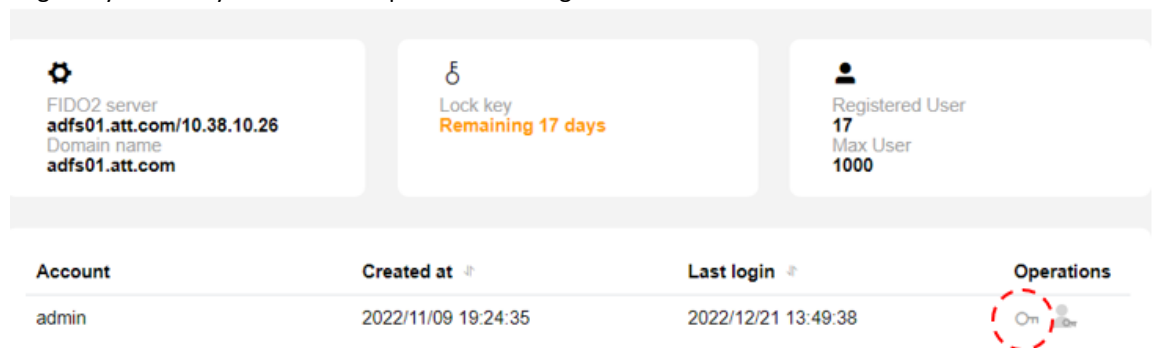 FIDO2 server
adfs01.att.com/10.38.10.26
Domain name
adfs01.att.com
Lock key
Remaining 17 days
Registered User
17
Max User
1000
Account Created at Last login Operations
admin 2022/11/09 19:24:35 2022/12/21 13:49:38